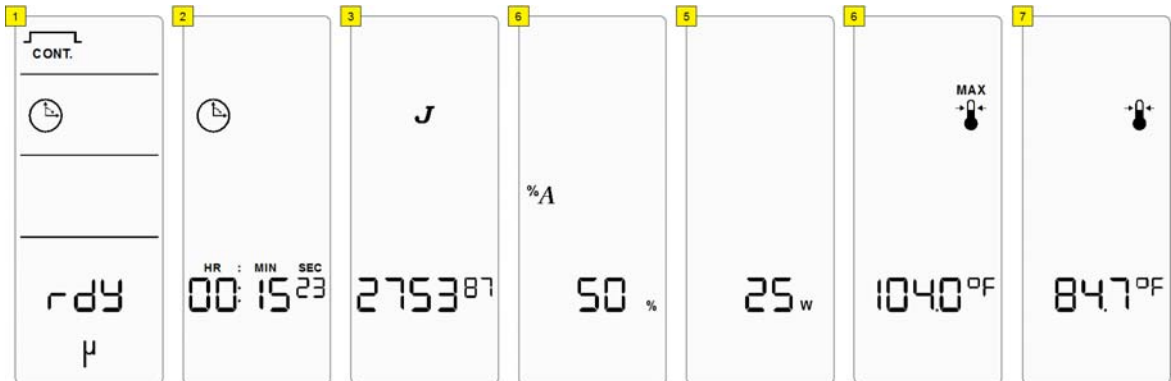 1
CONT.
rdy
µ
2
HR : MIN SEC
00:15 23
3
J
2753 87
6
%A
50 %
5
25 W
6
MAX
104.0°F
7
84.7°F